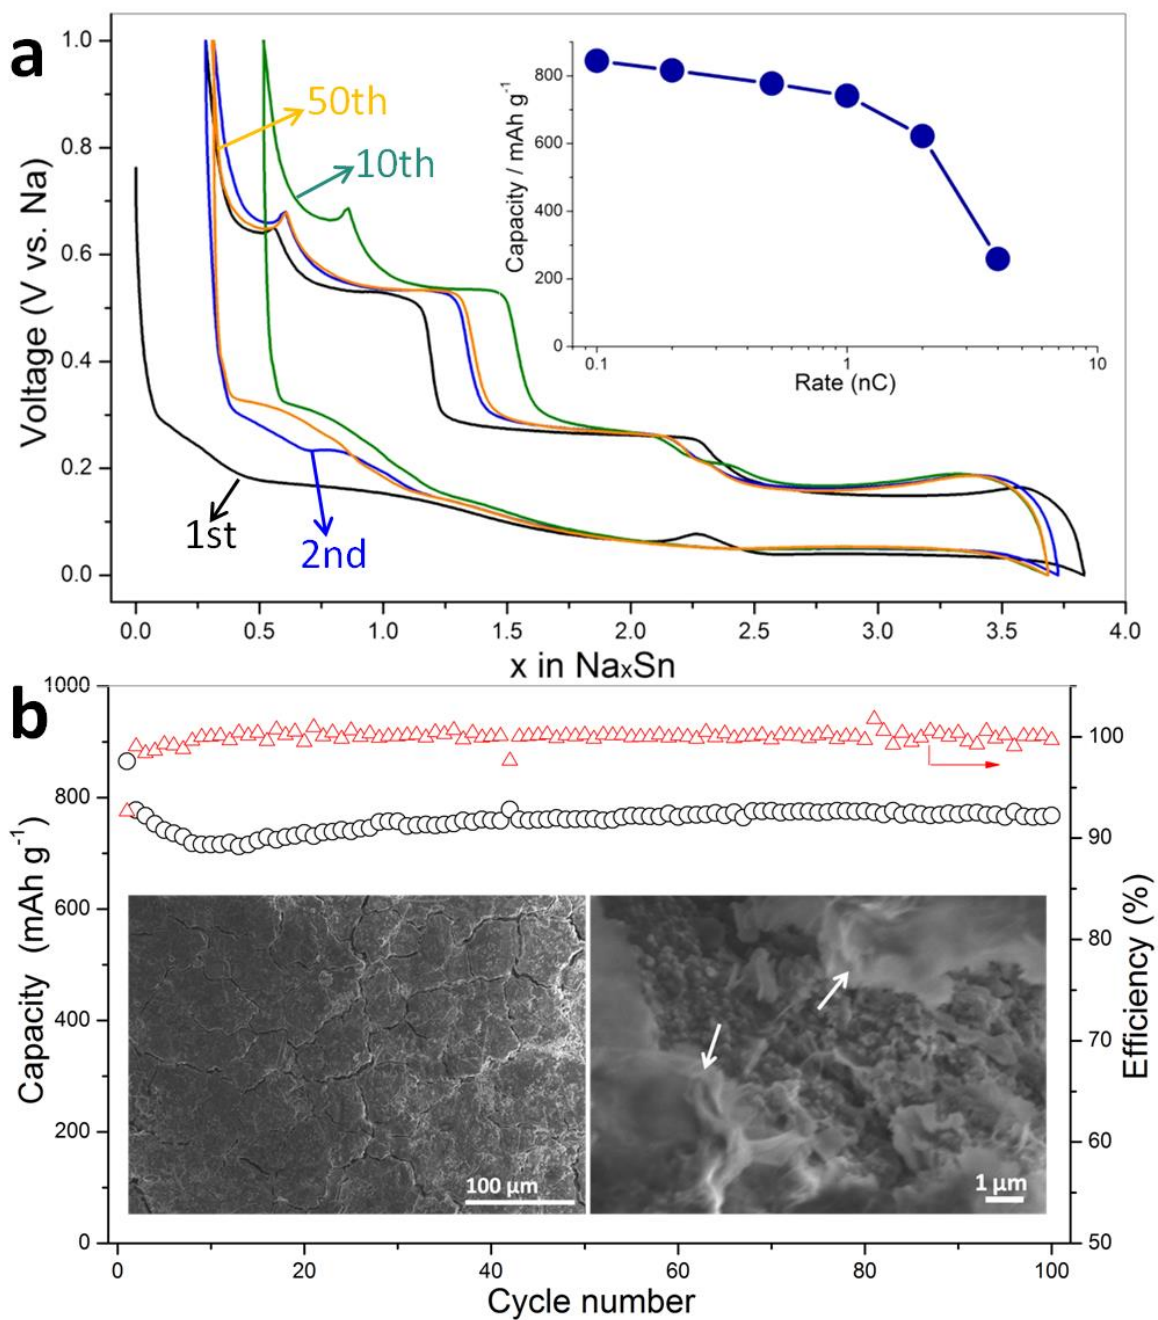 a
1.0
0.8
0.6
0.4
0.2
0.0
Voltage (V vs. Na)
50th
10th
1st
2nd
800
600
400
200
0
Capacity / mAh g-1
0.1 1 10
Rate (nC)
0.0 0.5 1.0 1.5 2.0 2.5 3.0 3.5 4.0
x in NaxSn
b
1000
800
600
400
200
0
Capacity (mAh g-1)
100
90
80
70
60
50
Efficiency (%)
100 μm
1 μm
0 20 40 60 80 100
Cycle number